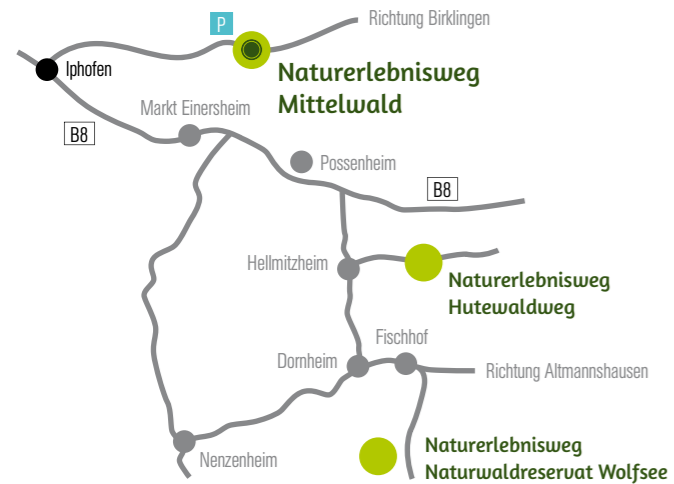 P
Richtung Birklingen
Iphofen
Naturerlebnisweg
Mittelwald
Markt Einersheim
B8
Possenheim
B8
Hellmitzheim
Naturerlebnisweg
Hutewaldweg
Fischhof
Dornheim
Richtung Altmannshausen
Naturerlebnisweg
Naturwaldreservat Wolfsee
Nenzenheim